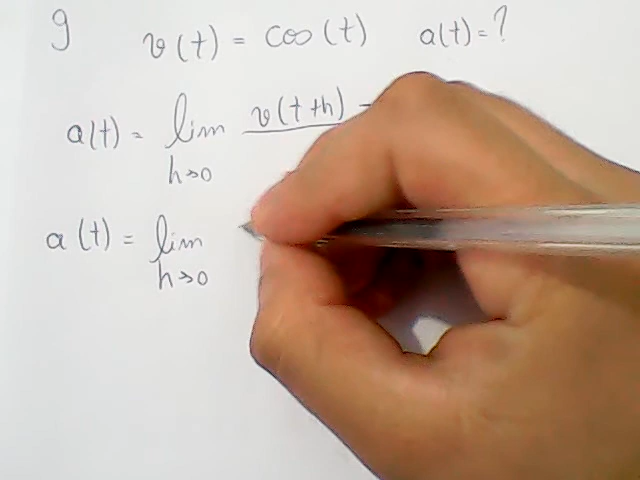 9 v(t) = cos(t) a(t) = ?
a(t) = lim h→0 v(t+h) -
a(t) = lim h→0